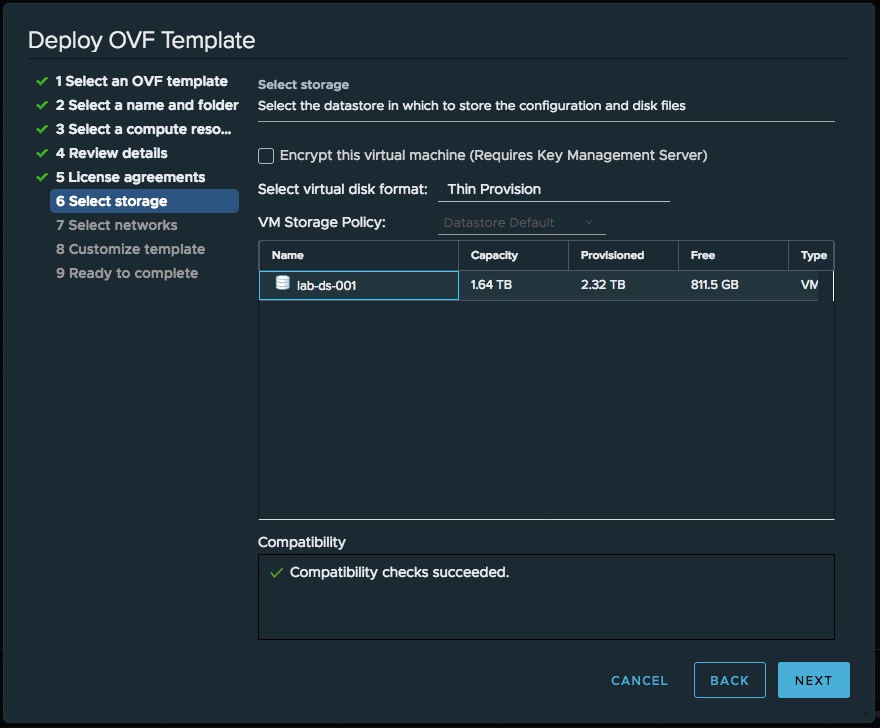 Deploy OVF Template
1 Select an OVF template
2 Select a name and folder
3 Select a compute reso...
4 Review details
5 License agreements
6 Select storage
7 Select networks
8 Customize template
9 Ready to complete
Select storage
Select the datastore in which to store the configuration and disk files
Encrypt this virtual machine (Requires Key Management Server)
Select virtual disk format: Thin Provision
VM Storage Policy: Datastore Default
Name Capacity Provisioned Free Type
lab-ds-001 1.64 TB 2.32 TB 811.5 GB VM
Compatibility
Compatibility checks succeeded.
CANCEL BACK NEXT